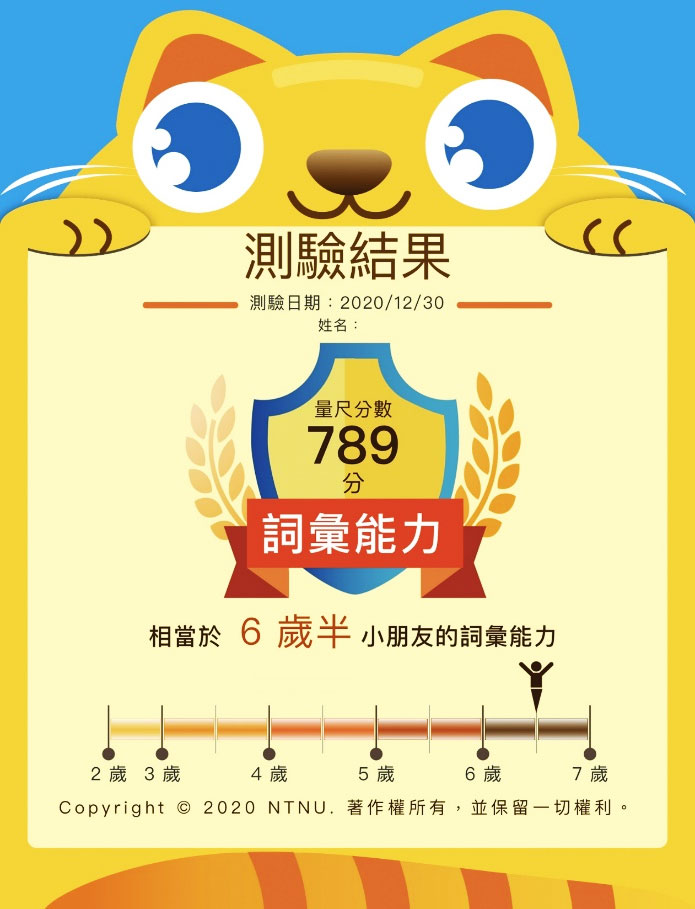 測驗結果
測驗日期：2020/12/30
姓名：
量尺分數
789
分
詞彙能力
相當於 6 歲半 小朋友的詞彙能力
2 歲 3 歲 4 歲 5 歲 6 歲 7 歲
Copyright © 2020 NTNU. 著作權所有，並保留一切權利。